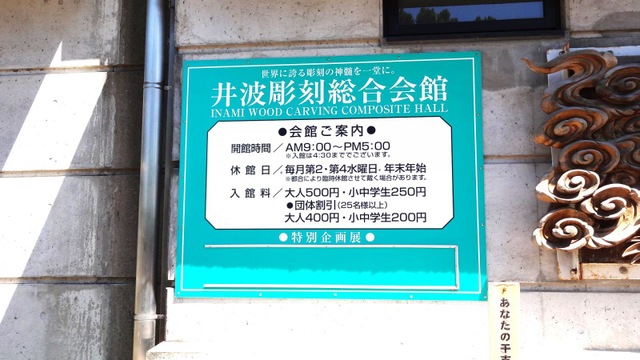 世界に誇る彫刻の神髄を一堂に。
井波彫刻総合会館
INAMI WOOD CARVING COMPOSITE HALL
●会館ご案内●
開館時間／AM9:00～PM5:00
※入館は4:30まででございます。
休館日／毎月第2・第4水曜日，年末年始
※都合により臨時休館させて戴く場合があります。
入館料／大人500円・小中学生250円
●団体割引(25名様以上)
大人400円・小中学生200円
●特別企画展●
あなたの干支